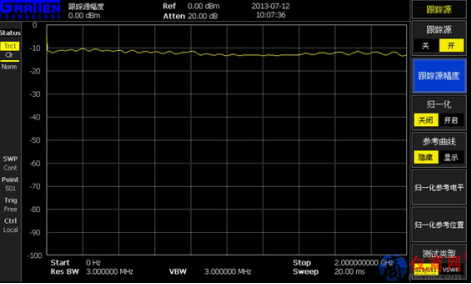 GRATTEN
TECHNOLOGY
跟踪源幅度
0.00 dBm
Ref 0.00 dBm
Atten 20.00 dB
2013-07-12
10:07:36
跟踪源
Status
Trc1
Clr
Norm
SWP
Cont
Point
501
Trig
Free
Ctrl
Local
0
-10
-20
-30
-40
-50
-60
-70
-80
-90
-100
Start 0 Hz
Stop 2.000000000 GHz
Res BW 3.000000 MHz
VBW 3.000000 MHz
Sweep 20.00 ms
跟踪源
关 开
跟踪源幅度
归一化
关闭 开启
参考曲线
隐藏 显示
归一化参考电平
归一化参考位置
测试类型
VSWR